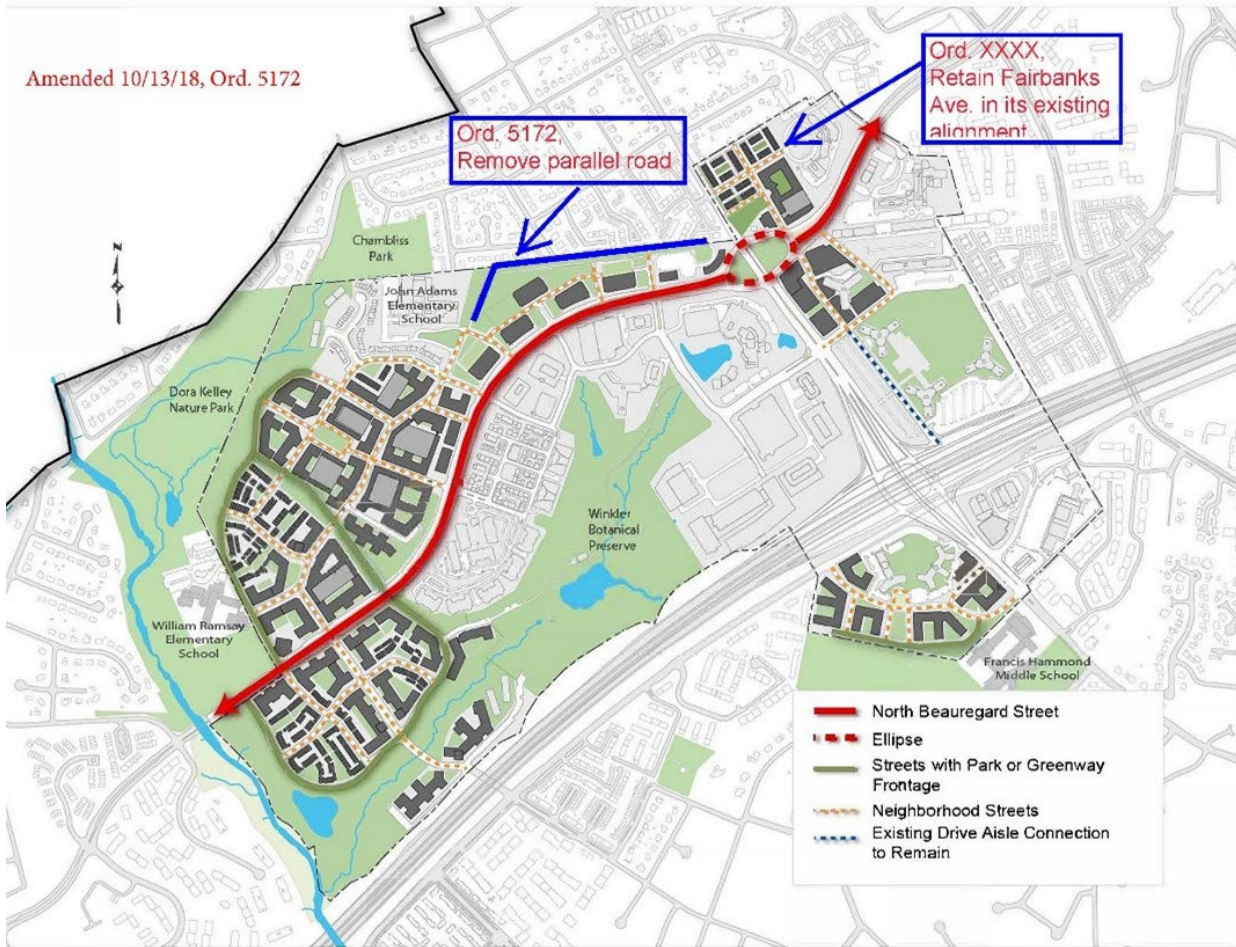 Amended 10/13/18, Ord. 5172
Ord. 5172,
Remove parallel road
Ord. XXXX,
Retain Fairbanks
Ave. in its existing
alignment
N
Chambliss
Park
John Adams
Elementary
School
Dora Kelley
Nature Park
Winkler
Botanical
Preserve
William Ramsay
Elementary
School
Francis Hammond
Middle School
North Beauregard Street
Ellipse
Streets with Park or Greenway
Frontage
Neighborhood Streets
Existing Drive Aisle Connection
to Remain